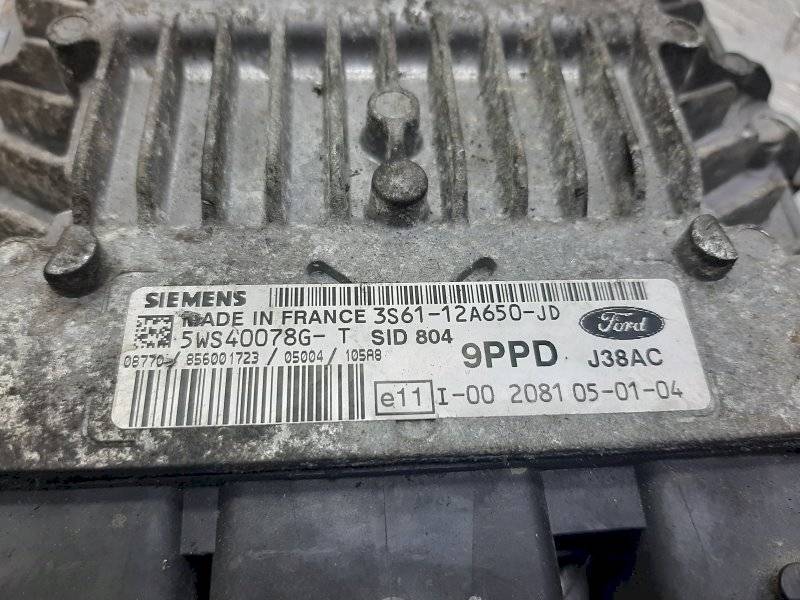 SIEMENS
MADE IN FRANCE 3S61-12A650-JD
5WS40078G-T SID 804
Ford
08770 / 856001723 / 05004 / 105A8
9PPD J38AC
e11 I-00 2081 05-01-04